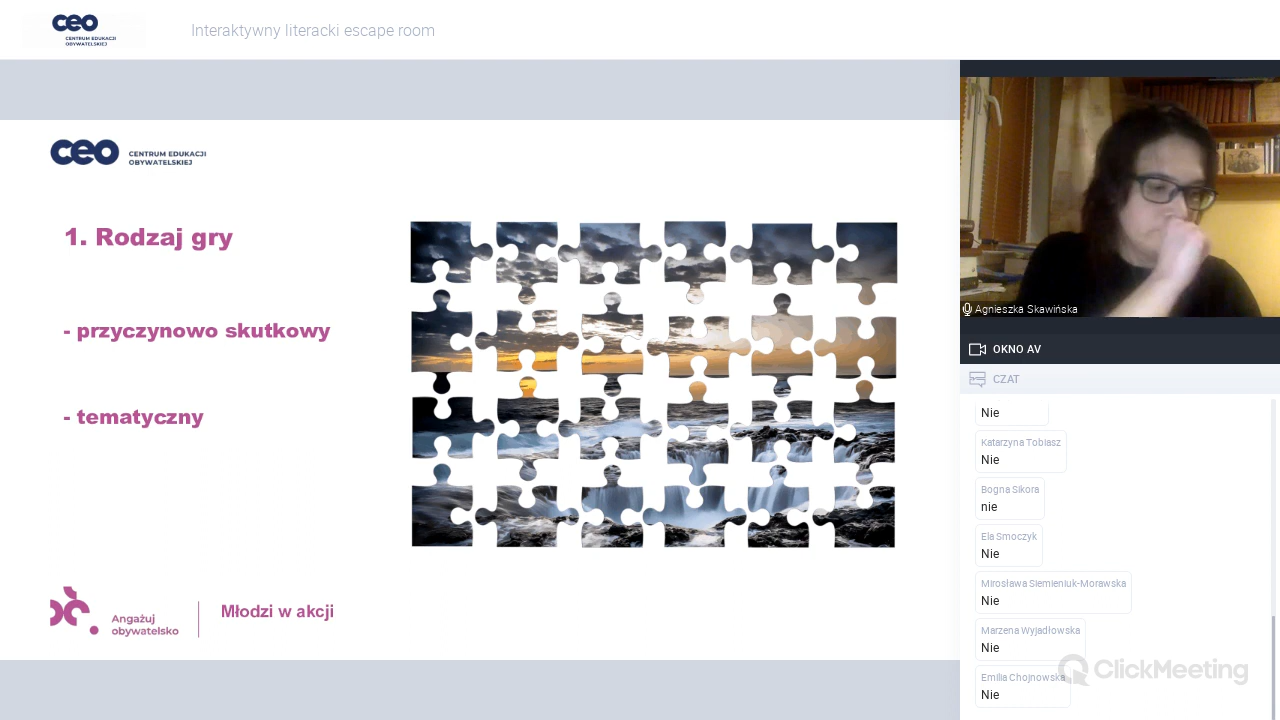 ceo
CENTRUM EDUKACJI
OBYWATELSKIEJ
Interaktywny literacki escape room
ceo
CENTRUM EDUKACJI
OBYWATELSKIEJ
1. Rodzaj gry
- przyczynowo skutkowy
- tematyczny
Angażuj
obywatelsko
Młodzi w akcji
Agnieszka Skawińska
OKNO AV
CZAT
Nie
Katarzyna Tobiasz
Nie
Bogna Sikora
nie
Ela Smoczyk
Nie
Mirosława Siemieniuk-Morawska
Nie
Marzena Wyjadłowska
Nie
Emilia Chojnowska
Nie
ClickMeeting